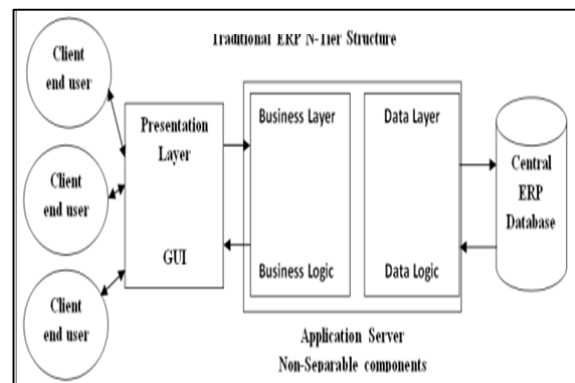 Traditional ERP N-Tier Structure
Client
end user
Client
end user
Client
end user
Presentation
Layer
GUI
Business Layer
Business Logic
Data Layer
Data Logic
Central
ERP
Database
Application Server
Non-Separable components